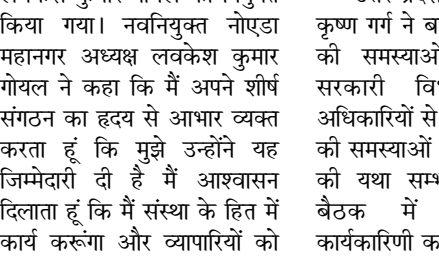 किया गया। नवनियुक्त नोएडा
महानगर अध्यक्ष लवकेश कुमार
गोयल ने कहा कि मैं अपने शीर्ष
संगठन का हृदय से आभार व्यक्त
करता हूं कि मुझे उन्होंने यह
जिम्मेदारी दी है मैं आश्वासन
दिलाता हूं कि मैं संस्था के हित में
कार्य करूंगा और व्यापारियों को
कृष्ण गर्ग ने
की समस्याओं
सरकारी
अधिकारियों से
की समस्याओं
की यथा
बैठक में
कार्यकारिणी